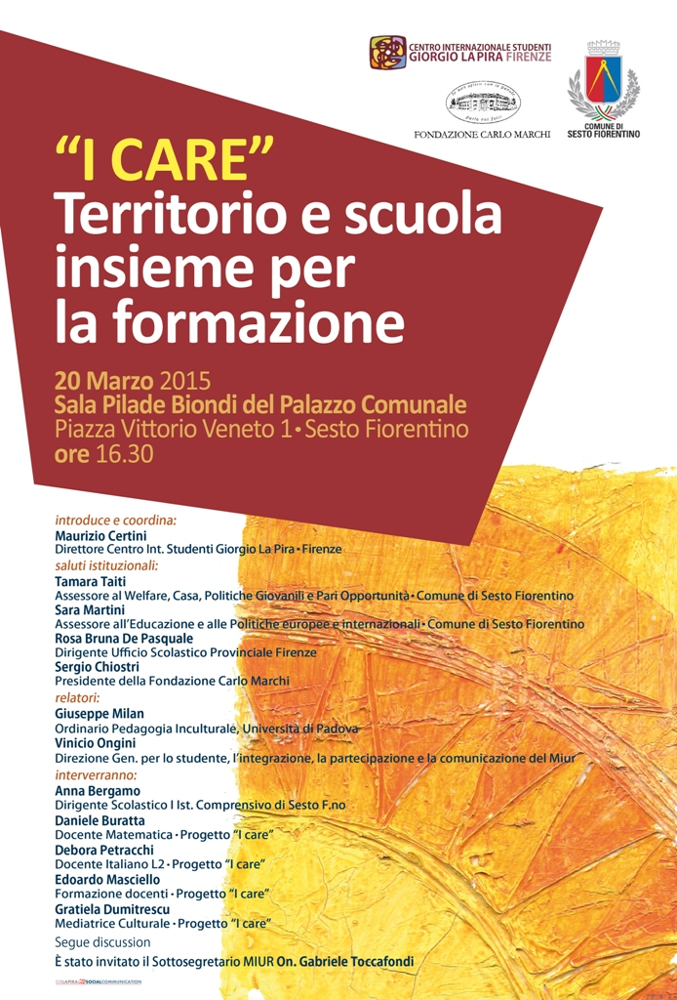 CENTRO INTERNAZIONALE STUDENTI
GIORGIO LA PIRA FIRENZE
FONDAZIONE CARLO MARCHI
COMUNE DI
SESTO FIORENTINO
“I CARE”
Territorio e scuola
insieme per
la formazione
20 Marzo 2015
Sala Pilade Biondi del Palazzo Comunale
Piazza Vittorio Veneto 1 • Sesto Fiorentino
ore 16.30
introduce e coordina:
Maurizio Certini
Direttore Centro Int. Studenti Giorgio La Pira • Firenze
saluti istituzionali:
Tamara Taiti
Assessore al Welfare, Casa, Politiche Giovanili e Pari Opportunità • Comune di Sesto Fiorentino
Sara Martini
Assessore all’Educazione e alle Politiche europee e internazionali • Comune di Sesto Fiorentino
Rosa Bruna De Pasquale
Dirigente Ufficio Scolastico Provinciale Firenze
Sergio Chiostri
Presidente della Fondazione Carlo Marchi
relatori:
Giuseppe Milan
Ordinario Pedagogia Inculturale, Università di Padova
Vinicio Ongini
Direzione Gen. per lo studente, l’integrazione, la partecipazione e la comunicazione del Miur
interverranno:
Anna Bergamo
Dirigente Scolastico I Ist. Comprensivo di Sesto F.no
Daniele Buratta
Docente Matematica • Progetto “I care”
Debora Petracchi
Docente Italiano L2 • Progetto “I care”
Edoardo Masciello
Formazione docenti • Progetto “I care”
Gratiela Dumitrescu
Mediatrice Culturale • Progetto “I care”
Segue discussion
È stato invitato il Sottosegretario MIUR On. Gabriele Toccafondi